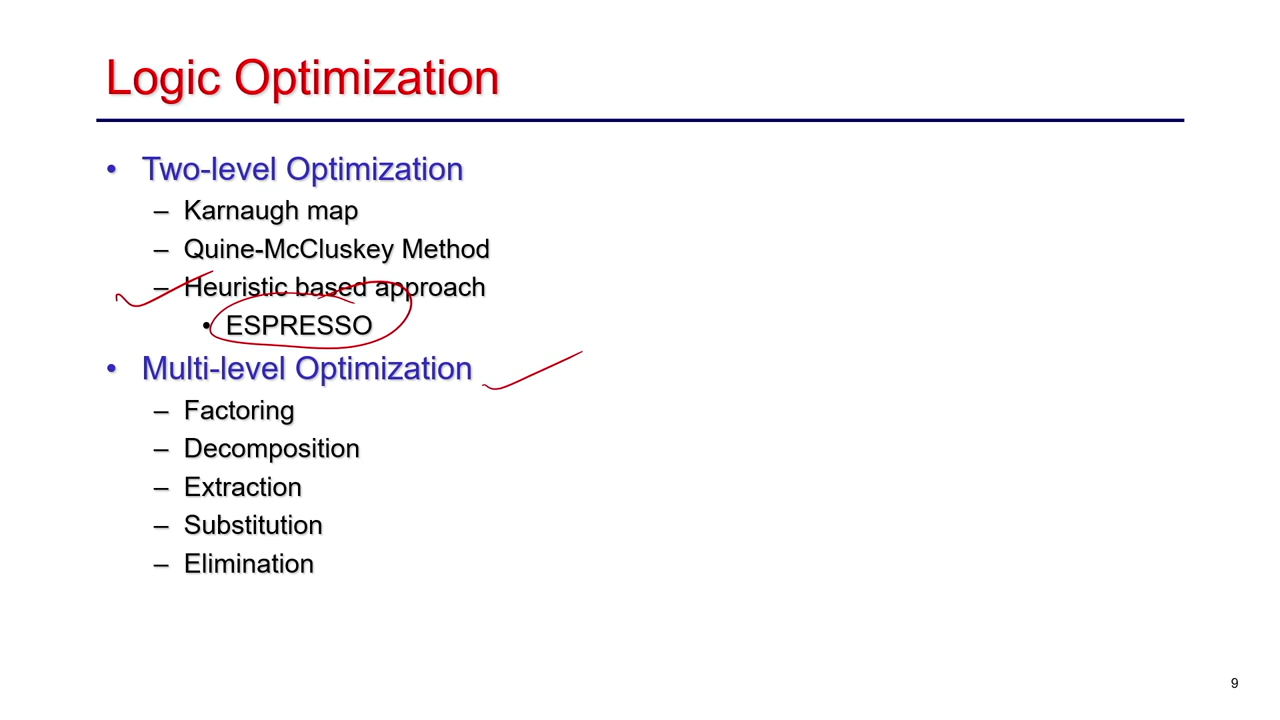 Logic Optimization
• Two-level Optimization
– Karnaugh map
– Quine-McCluskey Method
– Heuristic based approach
• ESPRESSO
• Multi-level Optimization
– Factoring
– Decomposition
– Extraction
– Substitution
– Elimination
9